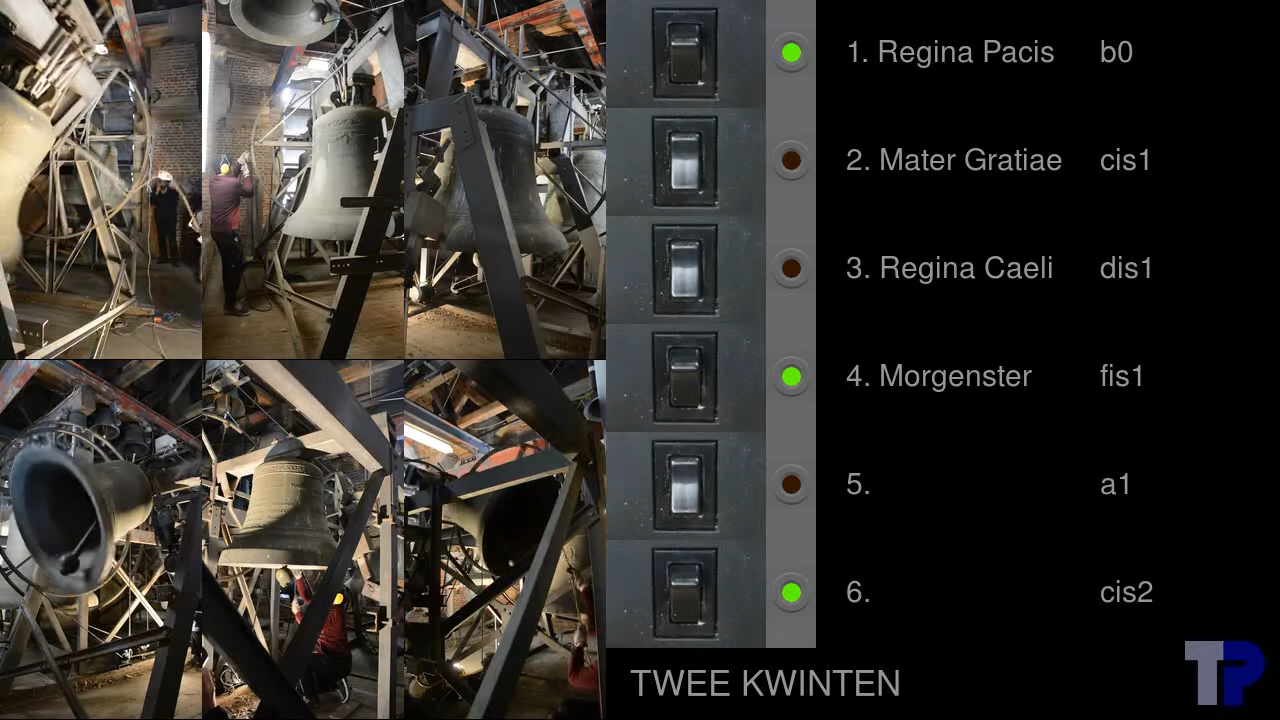 1. Regina Pacis b0
2. Mater Gratiae cis1
3. Regina Caeli dis1
4. Morgenster fis1
5. a1
6. cis2
TWEE KWINTEN
TP